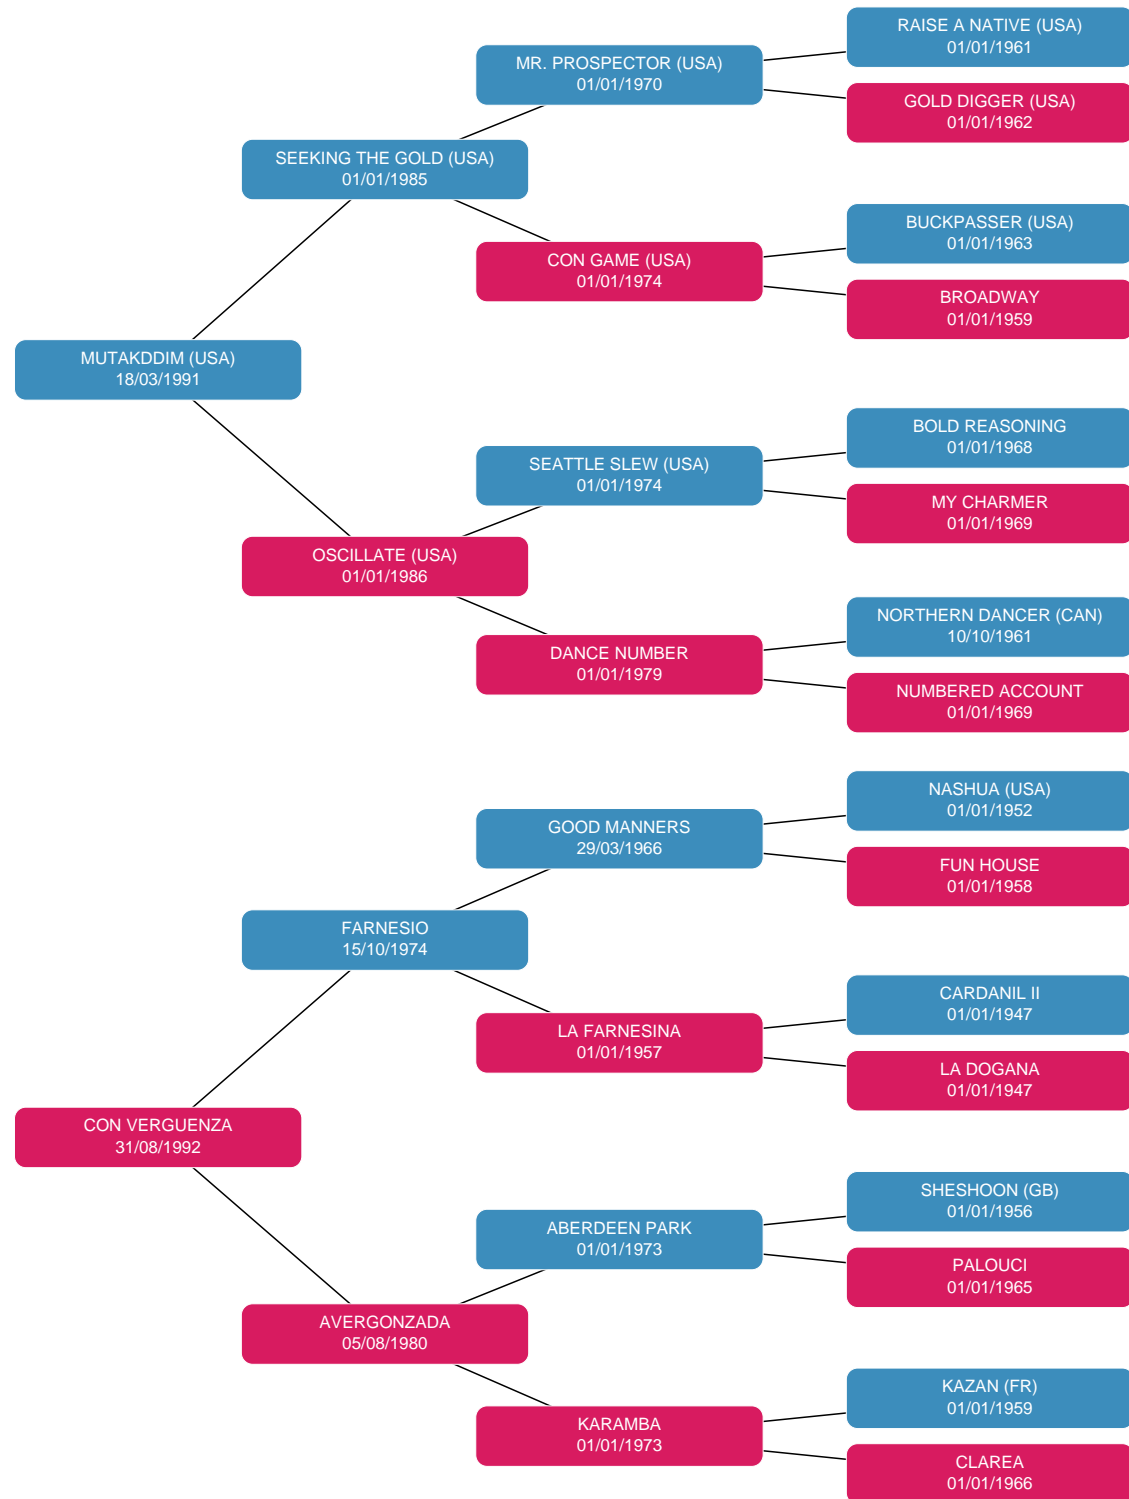 RAISE A NATIVE (USA)
01/01/1961
MR. PROSPECTOR (USA)
01/01/1970
GOLD DIGGER (USA)
01/01/1962
SEEKING THE GOLD (USA)
01/01/1985
BUCKPASSER (USA)
01/01/1963
CON GAME (USA)
01/01/1974
BROADWAY
01/01/1959
MUTAKDDIM (USA)
18/03/1991
BOLD REASONING
01/01/1968
SEATTLE SLEW (USA)
01/01/1974
MY CHARMER
01/01/1969
OSCILLATE (USA)
01/01/1986
NORTHERN DANCER (CAN)
10/10/1961
DANCE NUMBER
01/01/1979
NUMBERED ACCOUNT
01/01/1969
NASHUA (USA)
01/01/1952
GOOD MANNERS
29/03/1966
FUN HOUSE
01/01/1958
FARNESIO
15/10/1974
CARDANIL II
01/01/1947
LA FARNESINA
01/01/1957
LA DOGANA
01/01/1947
CON VERGUENZA
31/08/1992
SHESHOON (GB)
01/01/1956
ABERDEEN PARK
01/01/1973
PALOUCI
01/01/1965
AVERGONZADA
05/08/1980
KAZAN (FR)
01/01/1959
KARAMBA
01/01/1973
CLAREA
01/01/1966